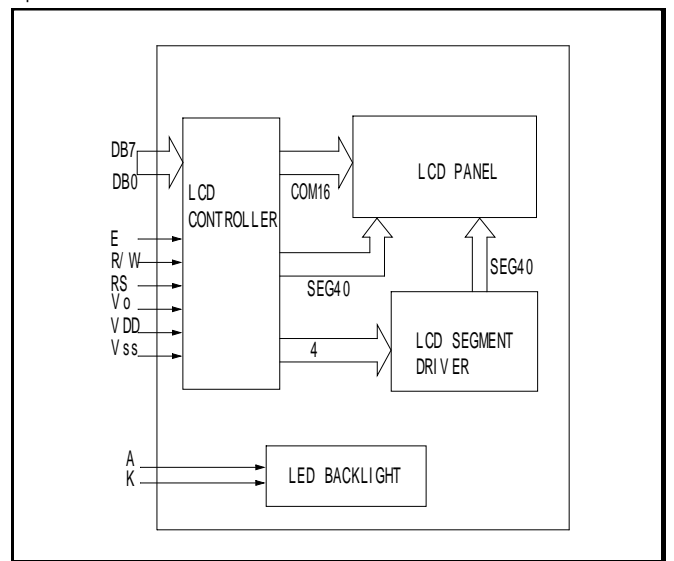 DB7
DB0
LCD
CONTROLLER
COM16
LCD PANEL
E
R/W
RS
Vo
VDD
Vss
SEG40
SEG40
4
LCD SEGMENT
DRIVER
A
K
LED BACKLIGHT